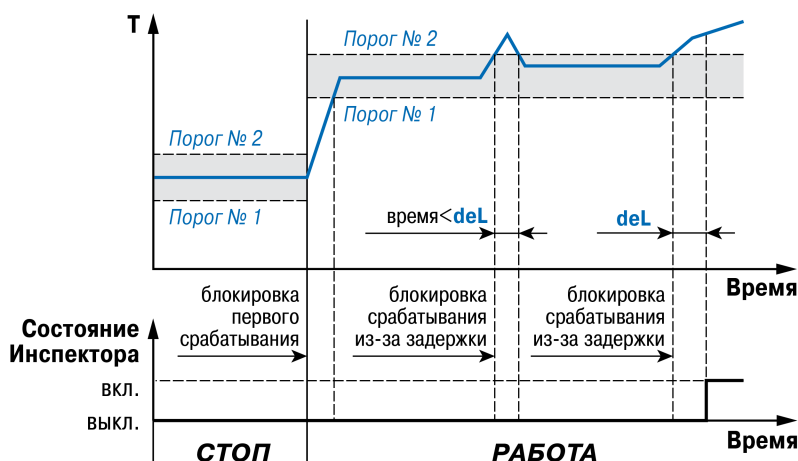 T
Порог № 2
Порог № 2
Порог № 1
Порог № 1
время<deL
deL
Время
блокировка
первого
срабатывания
блокировка
срабатывания
из-за задержки
блокировка
срабатывания
из-за задержки
Состояние
Инспектора
вкл.
выкл.
Время
СТОП
РАБОТА